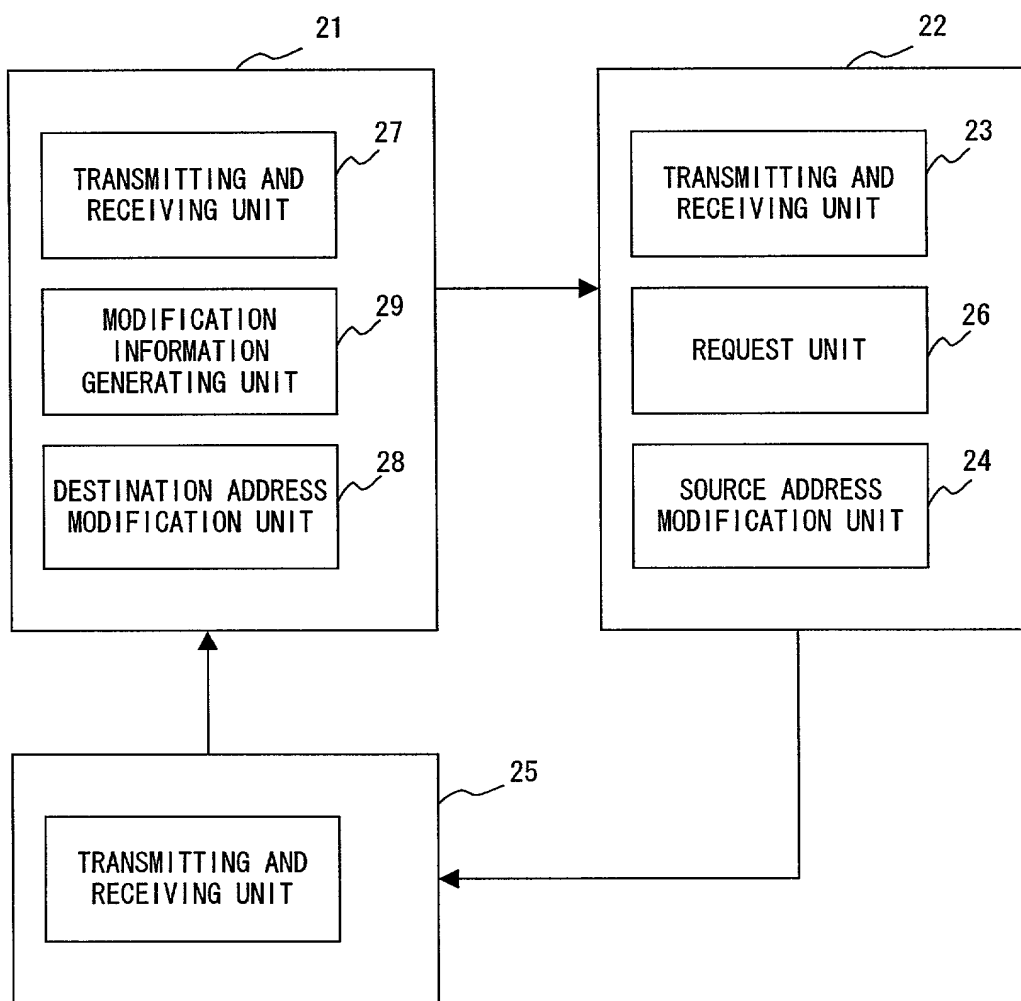 21
27
TRANSMITTING AND
RECEIVING UNIT
29
MODIFICATION
INFORMATION
GENERATING UNIT
28
DESTINATION ADDRESS
MODIFICATION UNIT
22
23
TRANSMITTING AND
RECEIVING UNIT
26
REQUEST UNIT
24
SOURCE ADDRESS
MODIFICATION UNIT
25
TRANSMITTING AND
RECEIVING UNIT